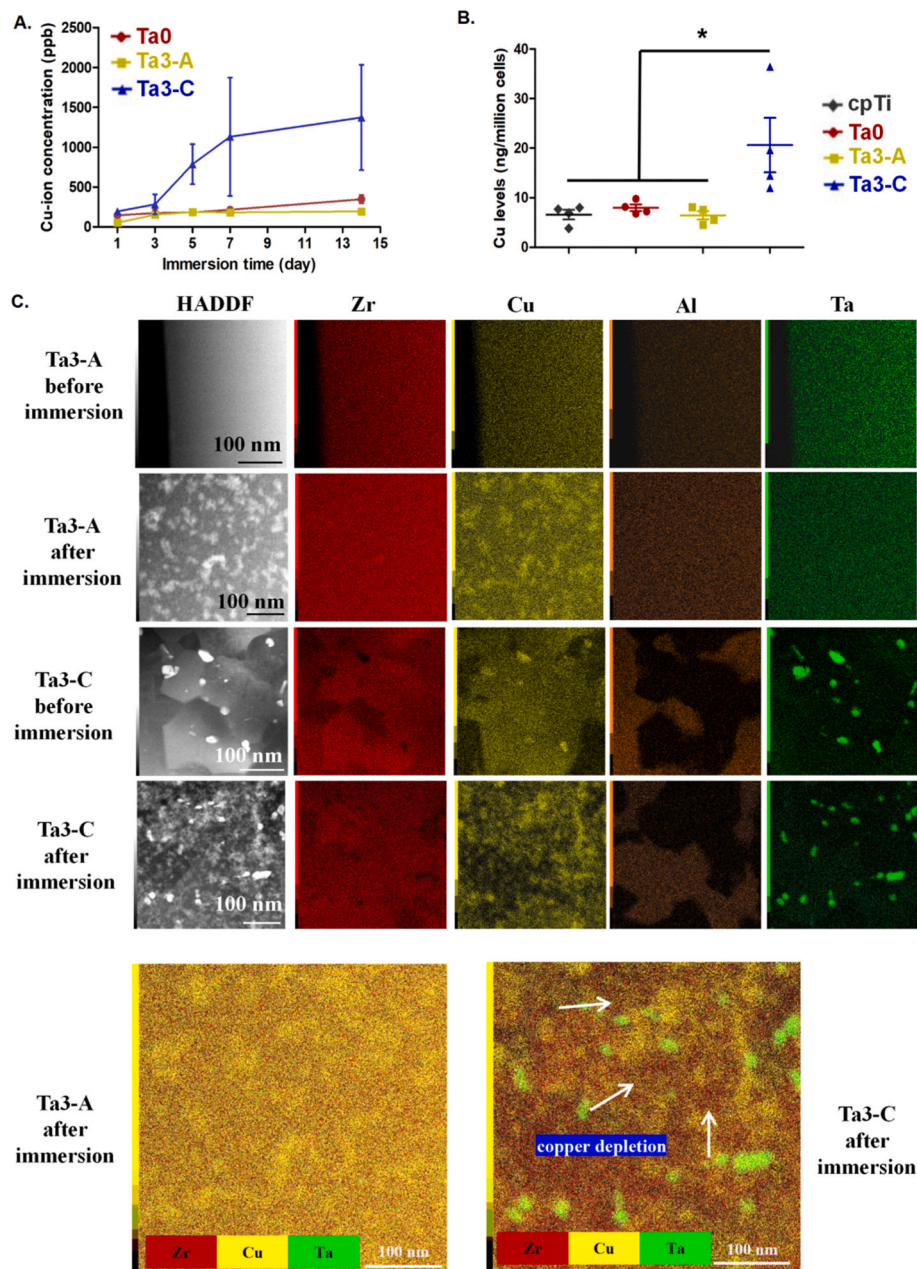 A.
Cu-ion concentration (ppb)
2500
2000
1500
1000
500
0
Ta0
Ta3-A
Ta3-C
1 3 5 7 9 11 13 15
Immersion time (day)
B.
Cu levels (ng/million cells)
40
30
20
10
0
*
cpTi
Ta0
Ta3-A
Ta3-C
C.
HADDF Zr Cu Al Ta
Ta3-A
before
immersion
100 nm
Ta3-A
after
immersion
100 nm
Ta3-C
before
immersion
100 nm
Ta3-C
after
immersion
100 nm
Ta3-A
after
immersion
Zr Cu Ta 100 nm
copper depletion
Zr Cu Ta 100 nm
Ta3-C
after
immersion